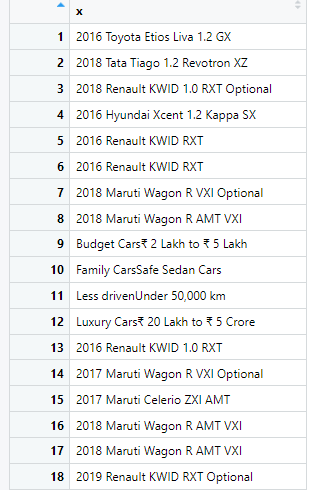 x
1 2016 Toyota Etios Liva 1.2 GX
2 2018 Tata Tiago 1.2 Revotron XZ
3 2018 Renault KWID 1.0 RXT Optional
4 2016 Hyundai Xcent 1.2 Kappa SX
5 2016 Renault KWID RXT
6 2016 Renault KWID RXT
7 2018 Maruti Wagon R VXI Optional
8 2018 Maruti Wagon R AMT VXI
9 Budget Cars₹ 2 Lakh to ₹ 5 Lakh
10 Family CarsSafe Sedan Cars
11 Less drivenUnder 50,000 km
12 Luxury Cars₹ 20 Lakh to ₹ 5 Crore
13 2016 Renault KWID 1.0 RXT
14 2017 Maruti Wagon R VXI Optional
15 2017 Maruti Celerio ZXI AMT
16 2018 Maruti Wagon R AMT VXI
17 2018 Maruti Wagon R AMT VXI
18 2019 Renault KWID RXT Optional